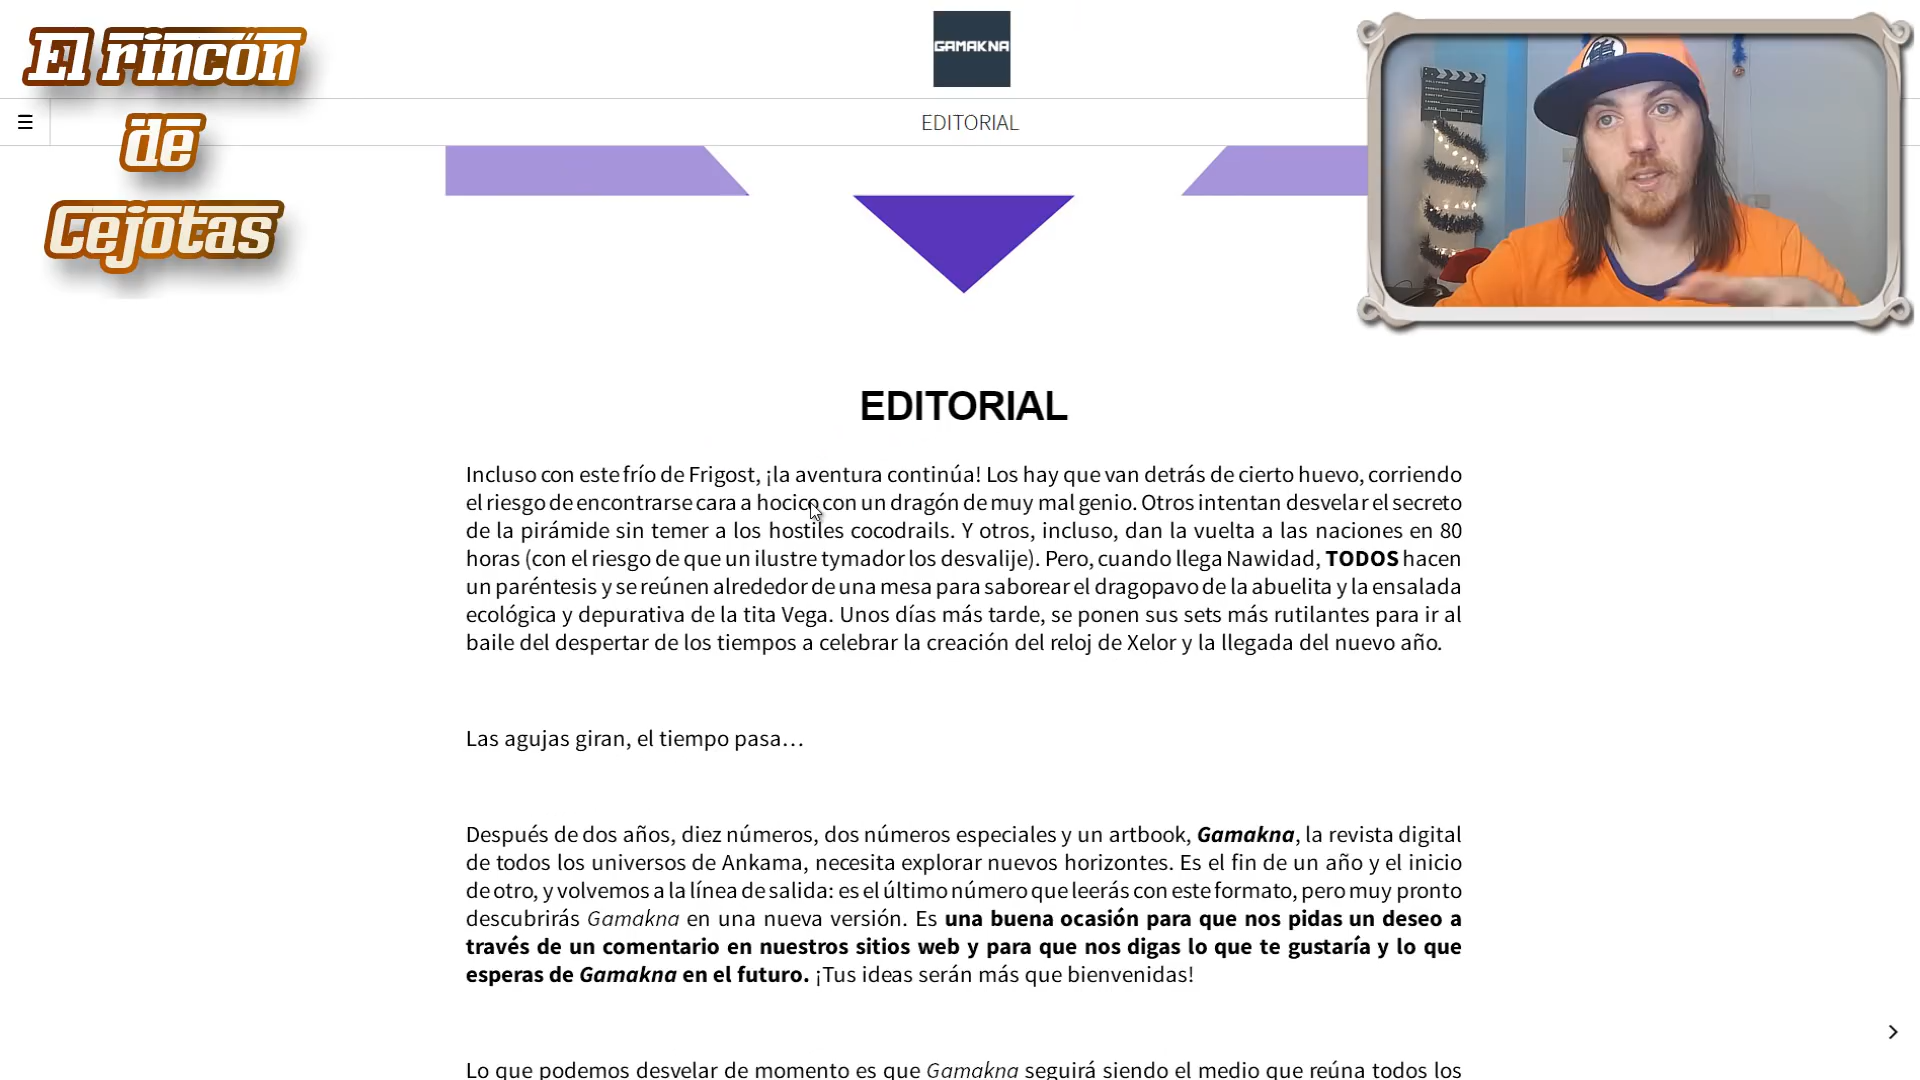 El rincón
de
Cejotas
GAMAKNA
☰
EDITORIAL
EDITORIAL
Incluso con este frío de Frigost, ¡la aventura continúa! Los hay que van detrás de cierto huevo, corriendo
el riesgo de encontrarse cara a hocico con un dragón de muy mal genio. Otros intentan desvelar el secreto
de la pirámide sin temer a los hostiles cocodrails. Y otros, incluso, dan la vuelta a las naciones en 80
horas (con el riesgo de que un ilustre tymador los desvalije). Pero, cuando llega Nawidad, TODOS hacen
un paréntesis y se reúnen alrededor de una mesa para saborear el dragopavo de la abuelita y la ensalada
ecológica y depurativa de la tita Vega. Unos días más tarde, se ponen sus sets más rutilantes para ir al
baile del despertar de los tiempos a celebrar la creación del reloj de Xelor y la llegada del nuevo año.
Las agujas giran, el tiempo pasa…
Después de dos años, diez números, dos números especiales y un artbook, Gamakna, la revista digital
de todos los universos de Ankama, necesita explorar nuevos horizontes. Es el fin de un año y el inicio
de otro, y volvemos a la línea de salida: es el último número que leerás con este formato, pero muy pronto
descubrirás Gamakna en una nueva versión. Es una buena ocasión para que nos pidas un deseo a
través de un comentario en nuestros sitios web y para que nos digas lo que te gustaría y lo que
esperas de Gamakna en el futuro. ¡Tus ideas serán más que bienvenidas!
Lo que podemos desvelar de momento es que Gamakna seguirá siendo el medio que reúna todos los